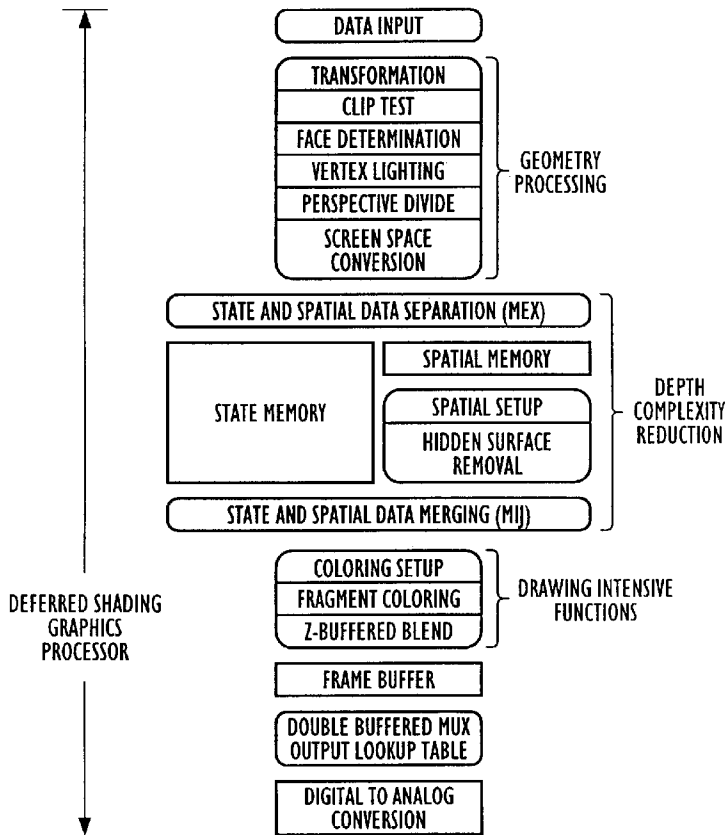 DATA INPUT
TRANSFORMATION
CLIP TEST
FACE DETERMINATION
VERTEX LIGHTING
PERSPECTIVE DIVIDE
SCREEN SPACE
CONVERSION
GEOMETRY
PROCESSING
STATE AND SPATIAL DATA SEPARATION (MEX)
STATE MEMORY
SPATIAL MEMORY
SPATIAL SETUP
HIDDEN SURFACE
REMOVAL
DEPTH
COMPLEXITY
REDUCTION
STATE AND SPATIAL DATA MERGING (MIJ)
COLORING SETUP
FRAGMENT COLORING
Z-BUFFERED BLEND
DRAWING INTENSIVE
FUNCTIONS
DEFERRED SHADING
GRAPHICS
PROCESSOR
FRAME BUFFER
DOUBLE BUFFERED MUX
OUTPUT LOOKUP TABLE
DIGITAL TO ANALOG
CONVERSION